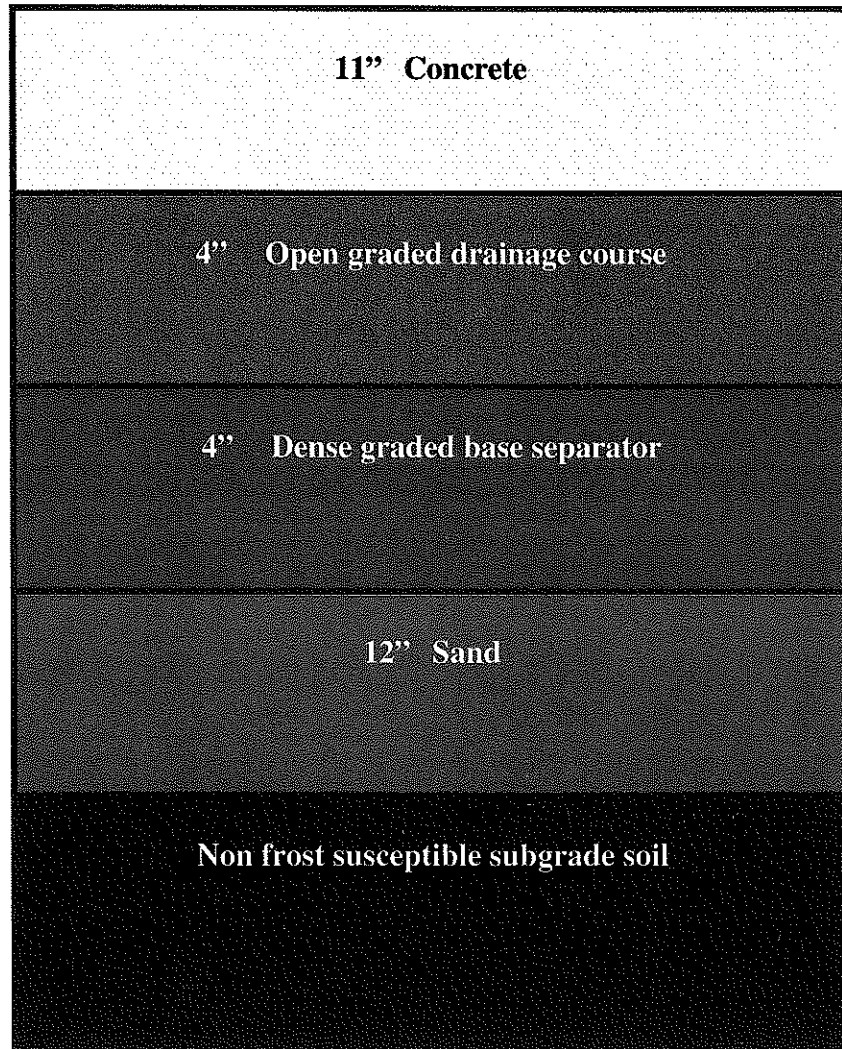 11” Concrete
4” Open graded drainage course
4” Dense graded base separator
12” Sand
Non frost susceptible subgrade soil